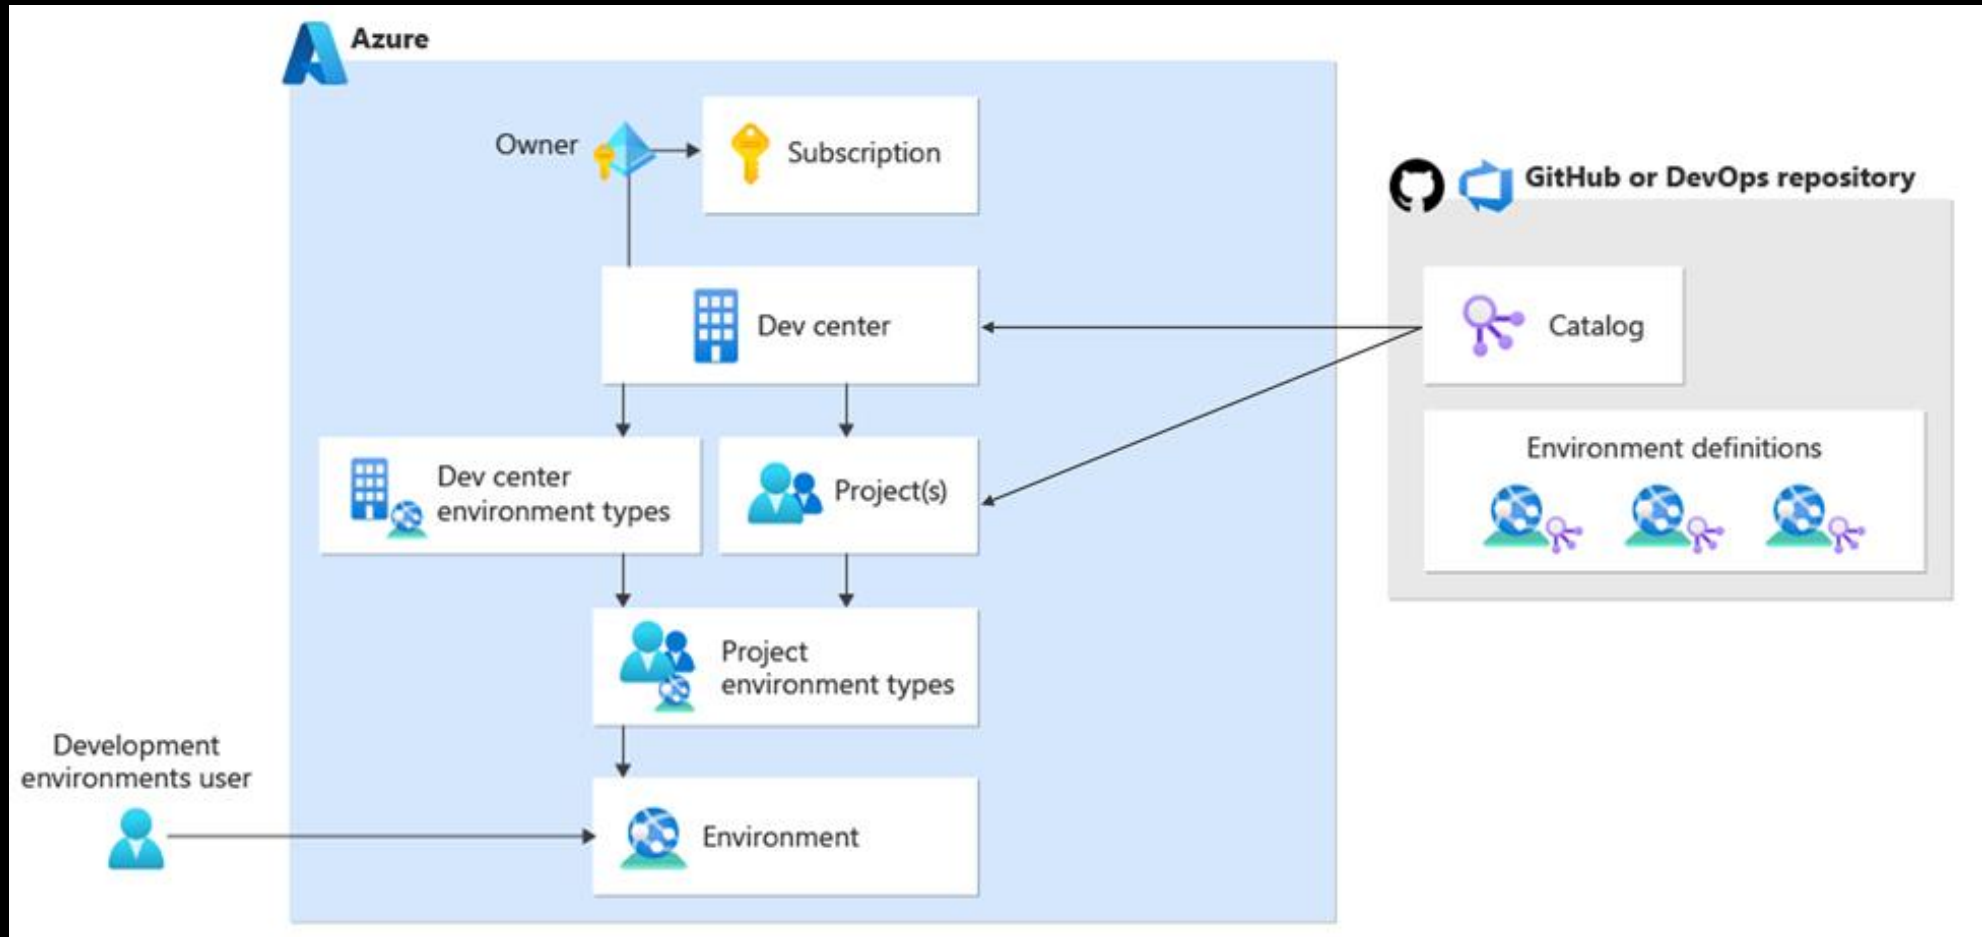 Azure
Owner
Subscription
GitHub or DevOps repository
Dev center
Catalog
Environment definitions
Dev center
environment types
Project(s)
Project
environment types
Development
environments user
Environment